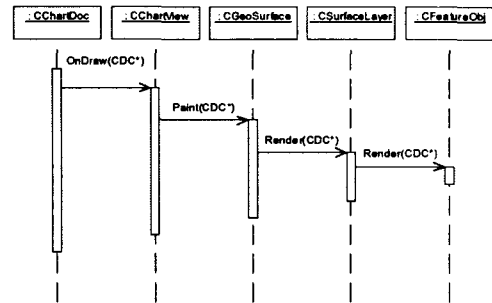 : CChartDoc
: CChartView
: CGeoSurface
: CSurfaceLayer
: CFeatureObj
OnDraw(CDC*)
Paint(CDC*)
Render(CDC*)
Render(CDC*)